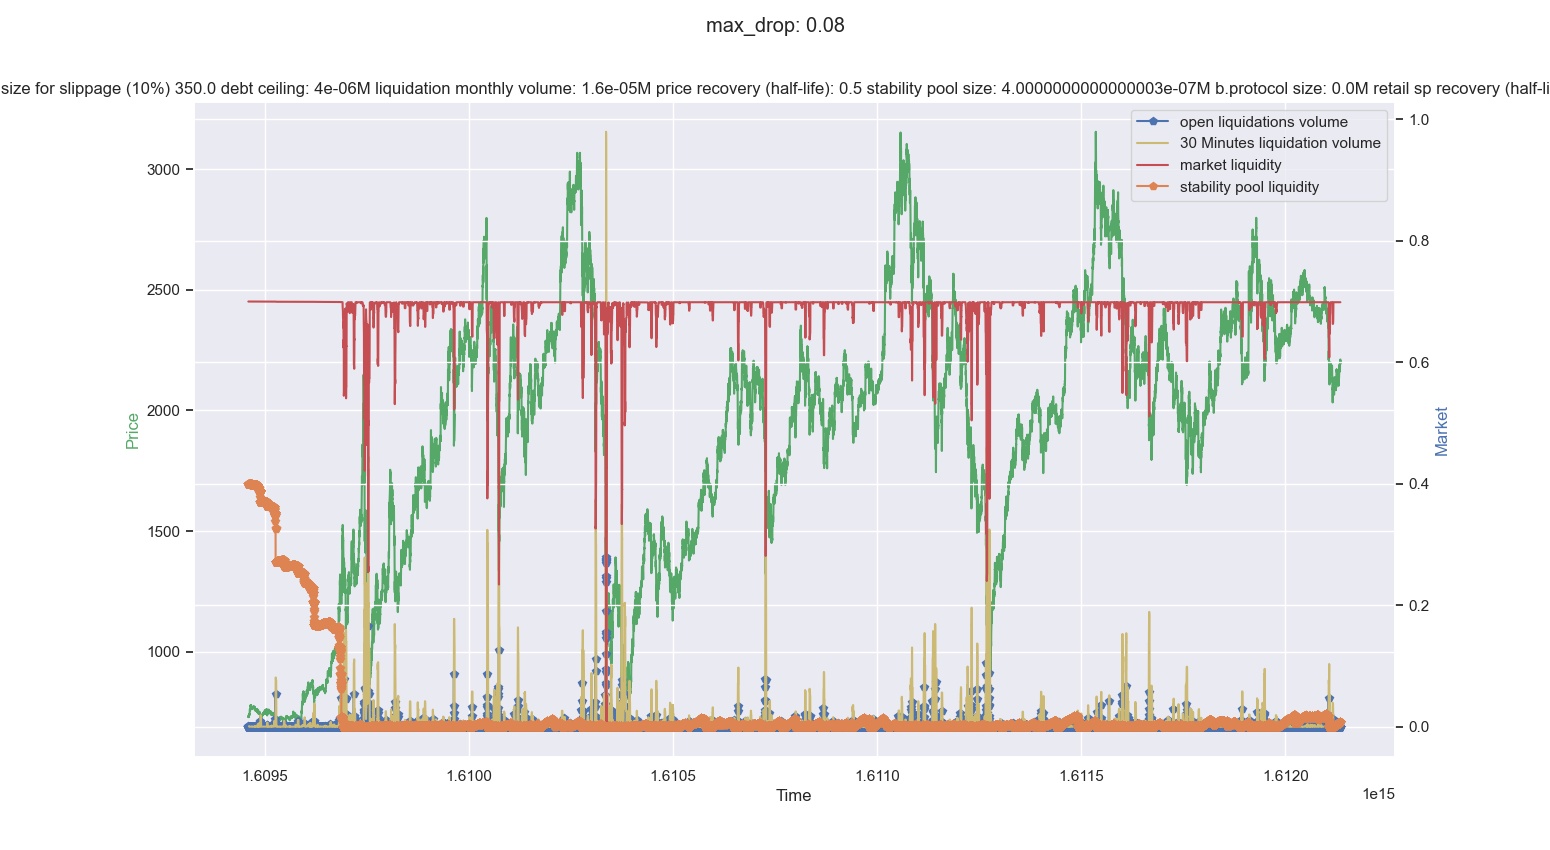 max_drop: 0.08
size for slippage (10%) 350.0 debt ceiling: 4e-06M liquidation monthly volume: 1.6e-05M price recovery (half-life): 0.5 stability pool size: 4.0000000000000003e-07M b.protocol size: 0.0M retail sp recovery (half-li
open liquidations volume
30 Minutes liquidation volume
market liquidity
stability pool liquidity
3000
2500
2000
1500
1000
Price
1.0
0.8
0.6
0.4
0.2
0.0
Market
1.6095 1.6100 1.6105 1.6110 1.6115 1.6120
Time
1e15